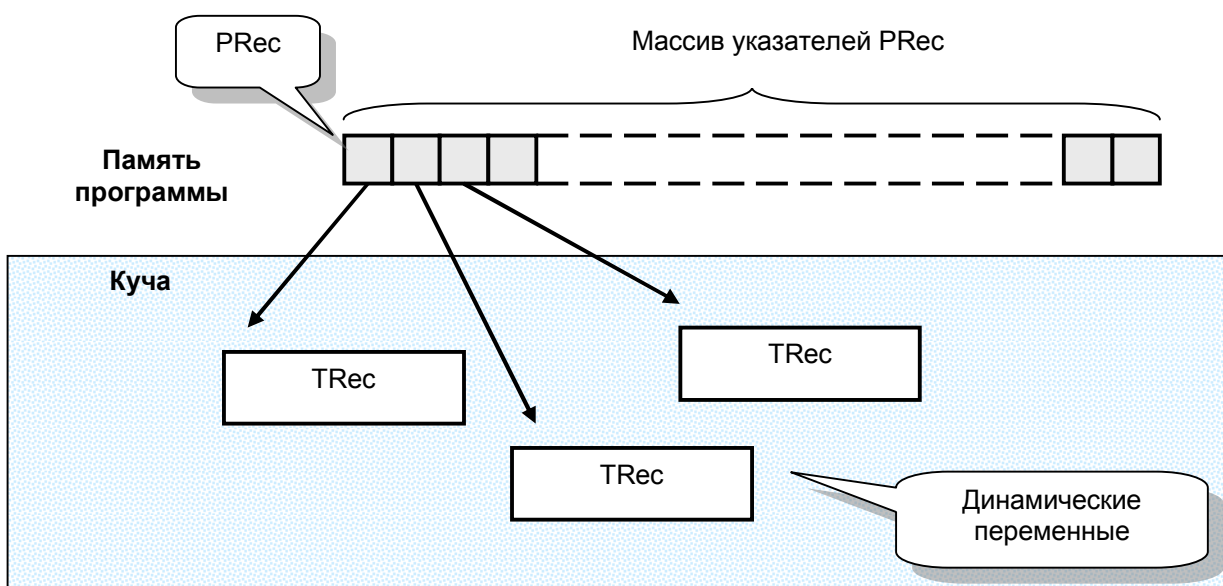 PRec
Массив указателей PRec
Память
программы
Куча
TRec
TRec
TRec
Динамические
переменные